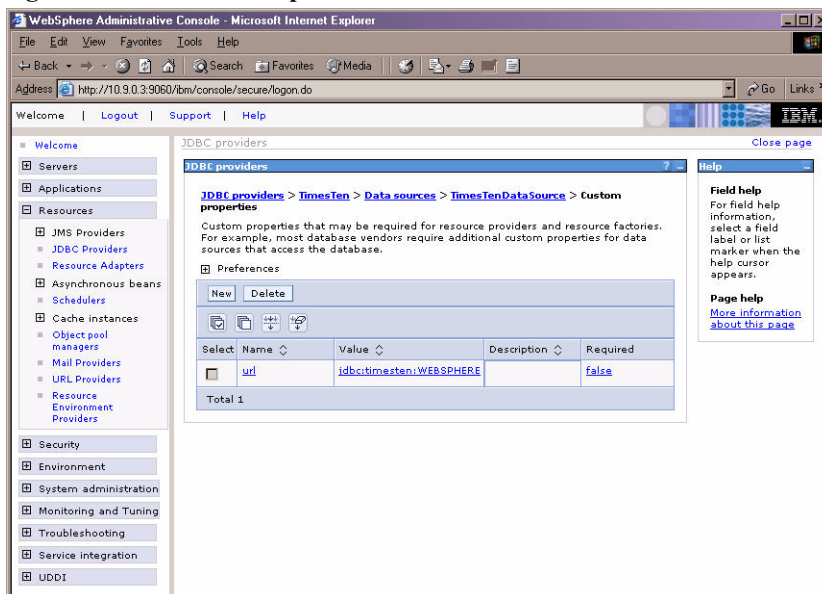 WebSphere Administrative Console - Microsoft Internet Explorer
File Edit View Favorites Tools Help
Back Search Favorites Media
Address http://10.9.0.3:9060/ibm/console/secure/logon.do Go Links
Welcome | Logout | Support | Help IBM.
Welcome
Servers
Applications
Resources
JMS Providers
JDBC Providers
Resource Adapters
Asynchronous beans
Schedulers
Cache instances
Object pool
managers
Mail Providers
URL Providers
Resource
Environment
Providers
Security
Environment
System administration
Monitoring and Tuning
Troubleshooting
Service integration
UDDI
JDBC providers Close page
JDBC providers ? -
JDBC providers > TimesTen > Data sources > TimesTenDataSource > Custom
properties
Custom properties that may be required for resource providers and resource factories.
For example, most database vendors require additional custom properties for data
sources that access the database.
Preferences
New Delete
Select Name Value Description Required
url jdbc:timesten:WEBSPHERE false
Total 1
Help -
Field help
For field help
information,
select a field
label or list
marker when the
help cursor
appears.
Page help
More information
about this page